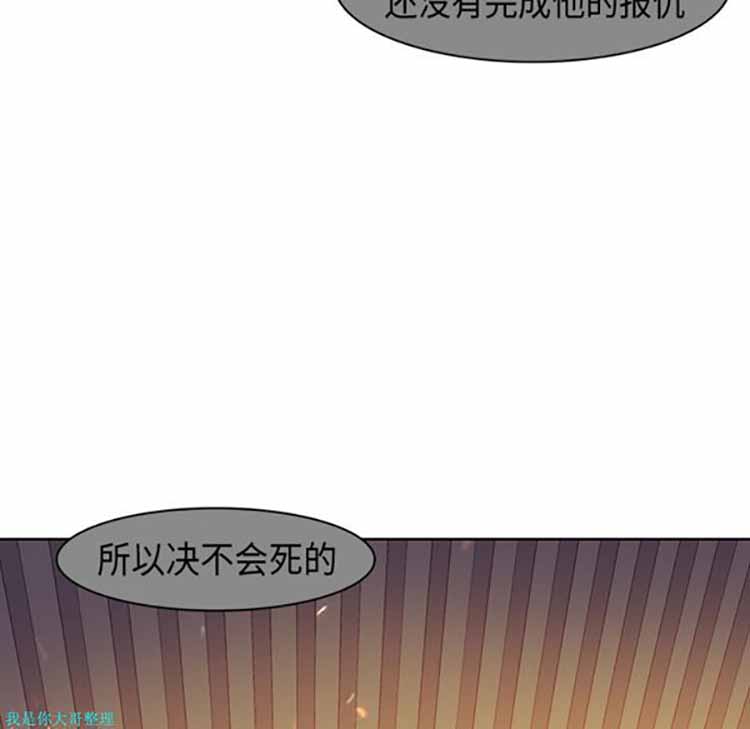 还没有完成他的报仇
所以决不会死的
我是你大哥整理